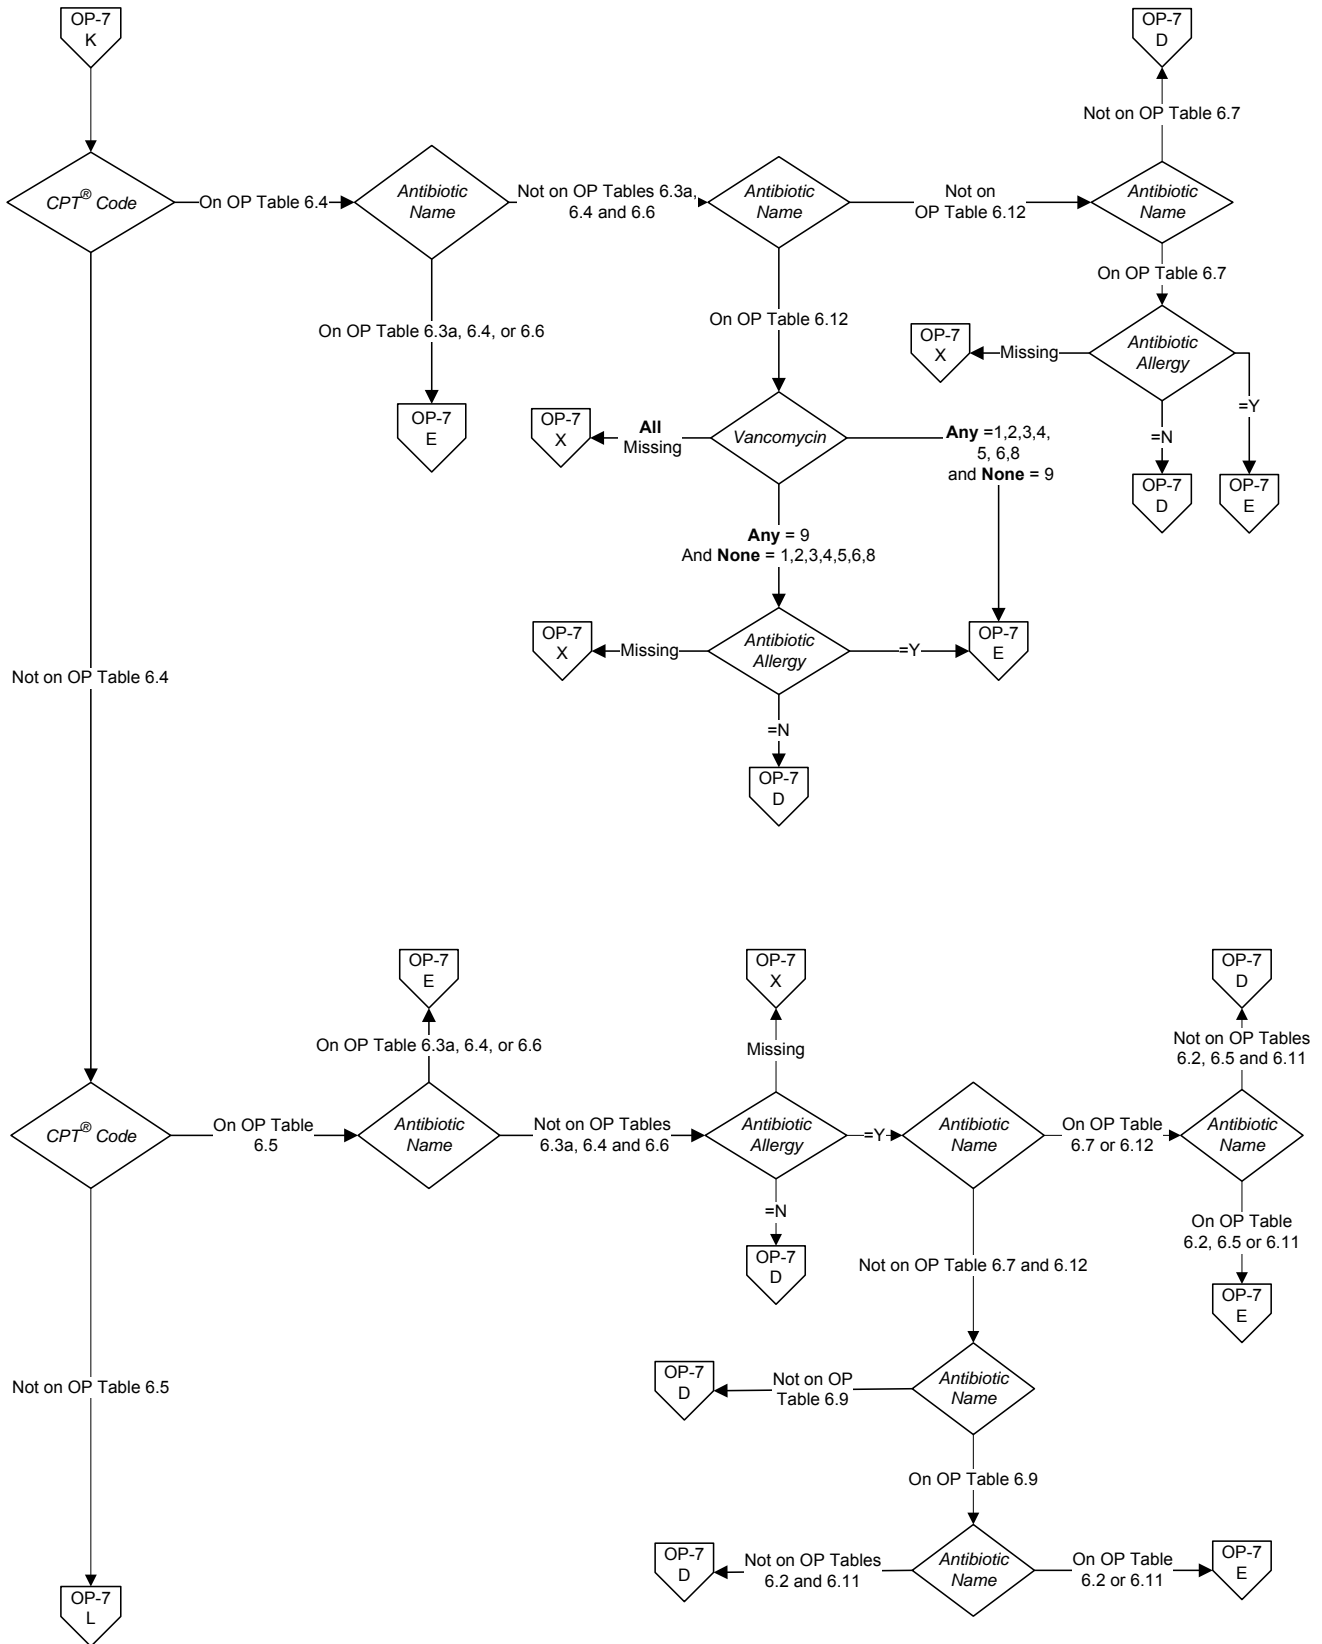 OP-7
K
OP-7
D
Not on OP Table 6.7
CPT® Code
On OP Table 6.4
Antibiotic
Name
Not on OP Tables 6.3a,
6.4 and 6.6
Antibiotic
Name
Not on
OP Table 6.12
Antibiotic
Name
On OP Table 6.7
On OP Table 6.3a, 6.4, or 6.6
On OP Table 6.12
OP-7
X
Missing
Antibiotic
Allergy
=Y
=N
OP-7
E
OP-7
X
All
Missing
Vancomycin
Any =1,2,3,4,
5, 6,8
and None = 9
OP-7
D
OP-7
E
Any = 9
And None = 1,2,3,4,5,6,8
OP-7
X
Missing
Antibiotic
Allergy
=Y
OP-7
E
Not on OP Table 6.4
=N
OP-7
D
OP-7
E
OP-7
X
OP-7
D
On OP Table 6.3a, 6.4, or 6.6
Missing
Not on OP Tables
6.2, 6.5 and 6.11
CPT® Code
On OP Table
6.5
Antibiotic
Name
Not on OP Tables
6.3a, 6.4 and 6.6
Antibiotic
Allergy
=Y
Antibiotic
Name
On OP Table
6.7 or 6.12
Antibiotic
Name
=N
On OP Table
6.2, 6.5 or 6.11
OP-7
D
Not on OP Table 6.7 and 6.12
OP-7
E
Not on OP Table 6.5
OP-7
D
Not on OP
Table 6.9
Antibiotic
Name
On OP Table 6.9
OP-7
D
Not on OP Tables
6.2 and 6.11
Antibiotic
Name
On OP Table
6.2 or 6.11
OP-7
E
OP-7
L